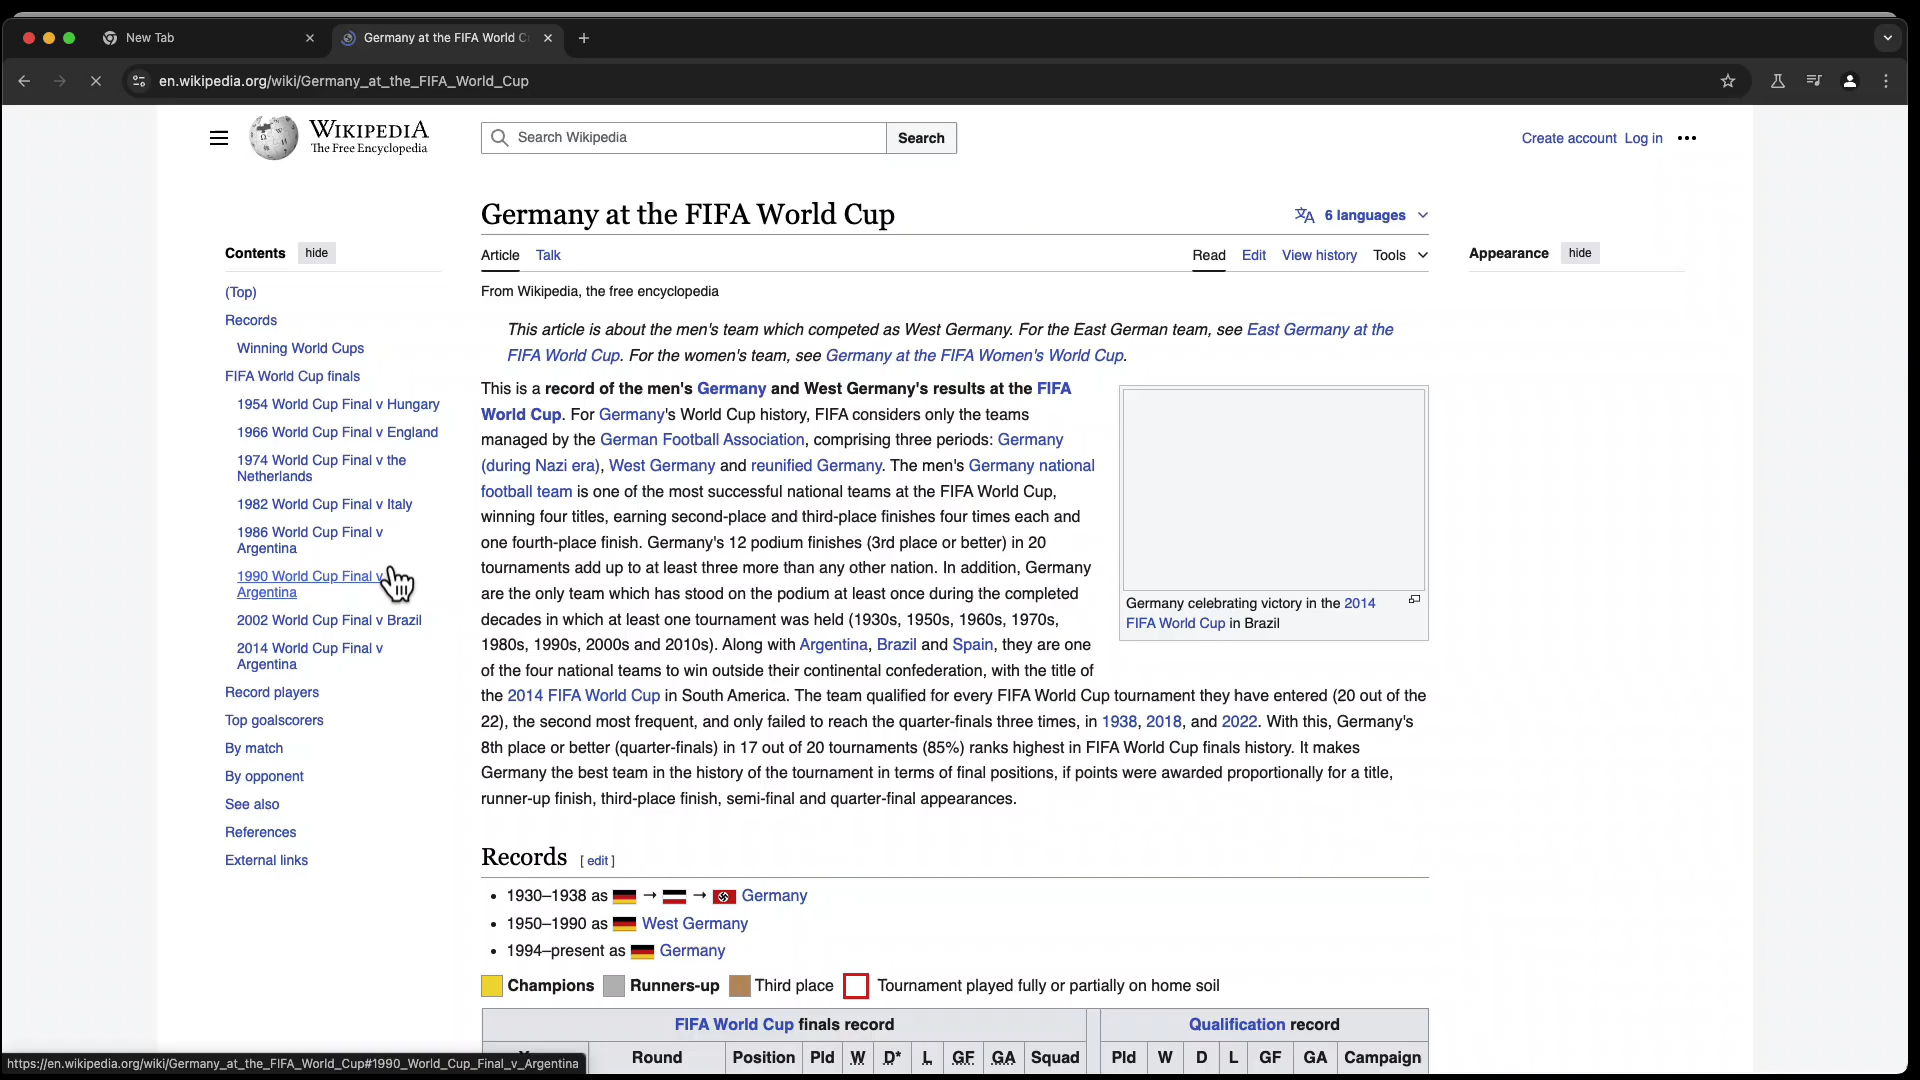 New Tab
Germany at the FIFA World C
en.wikipedia.org/wiki/Germany_at_the_FIFA_World_Cup
WIKIPEDIA
The Free Encyclopedia
Search Wikipedia
Search
Create account Log in
Germany at the FIFA World Cup
6 languages
Contents hide
(Top)
Records
Winning World Cups
FIFA World Cup finals
1954 World Cup Final v Hungary
1966 World Cup Final v England
1974 World Cup Final v the
Netherlands
1982 World Cup Final v Italy
1986 World Cup Final v
Argentina
1990 World Cup Final v
Argentina
2002 World Cup Final v Brazil
2014 World Cup Final v
Argentina
Record players
Top goalscorers
By match
By opponent
See also
References
External links
Article Talk
Read Edit View history Tools
Appearance hide
From Wikipedia, the free encyclopedia
This article is about the men's team which competed as West Germany. For the East German team, see East Germany at the
FIFA World Cup. For the women's team, see Germany at the FIFA Women's World Cup.
This is a record of the men's Germany and West Germany's results at the FIFA
World Cup. For Germany's World Cup history, FIFA considers only the teams
managed by the German Football Association, comprising three periods: Germany
(during Nazi era), West Germany and reunified Germany. The men's Germany national
football team is one of the most successful national teams at the FIFA World Cup,
winning four titles, earning second-place and third-place finishes four times each and
one fourth-place finish. Germany's 12 podium finishes (3rd place or better) in 20
tournaments add up to at least three more than any other nation. In addition, Germany
are the only team which has stood on the podium at least once during the completed
decades in which at least one tournament was held (1930s, 1950s, 1960s, 1970s,
1980s, 1990s, 2000s and 2010s). Along with Argentina, Brazil and Spain, they are one
of the four national teams to win outside their continental confederation, with the title of
the 2014 FIFA World Cup in South America. The team qualified for every FIFA World Cup tournament they have entered (20 out of the
22), the second most frequent, and only failed to reach the quarter-finals three times, in 1938, 2018, and 2022. With this, Germany's
8th place or better (quarter-finals) in 17 out of 20 tournaments (85%) ranks highest in FIFA World Cup finals history. It makes
Germany the best team in the history of the tournament in terms of final positions, if points were awarded proportionally for a title,
runner-up finish, third-place finish, semi-final and quarter-final appearances.
Germany celebrating victory in the 2014
FIFA World Cup in Brazil
Records [ edit ]
• 1930–1938 as → → Germany
• 1950–1990 as West Germany
• 1994–present as Germany
Champions Runners-up Third place Tournament played fully or partially on home soil
FIFA World Cup finals record Qualification record
Round Position Pld W D* L GF GA Squad Pld W D L GF GA Campaign
https://en.wikipedia.org/wiki/Germany_at_the_FIFA_World_Cup#1990_World_Cup_Final_v_Argentina